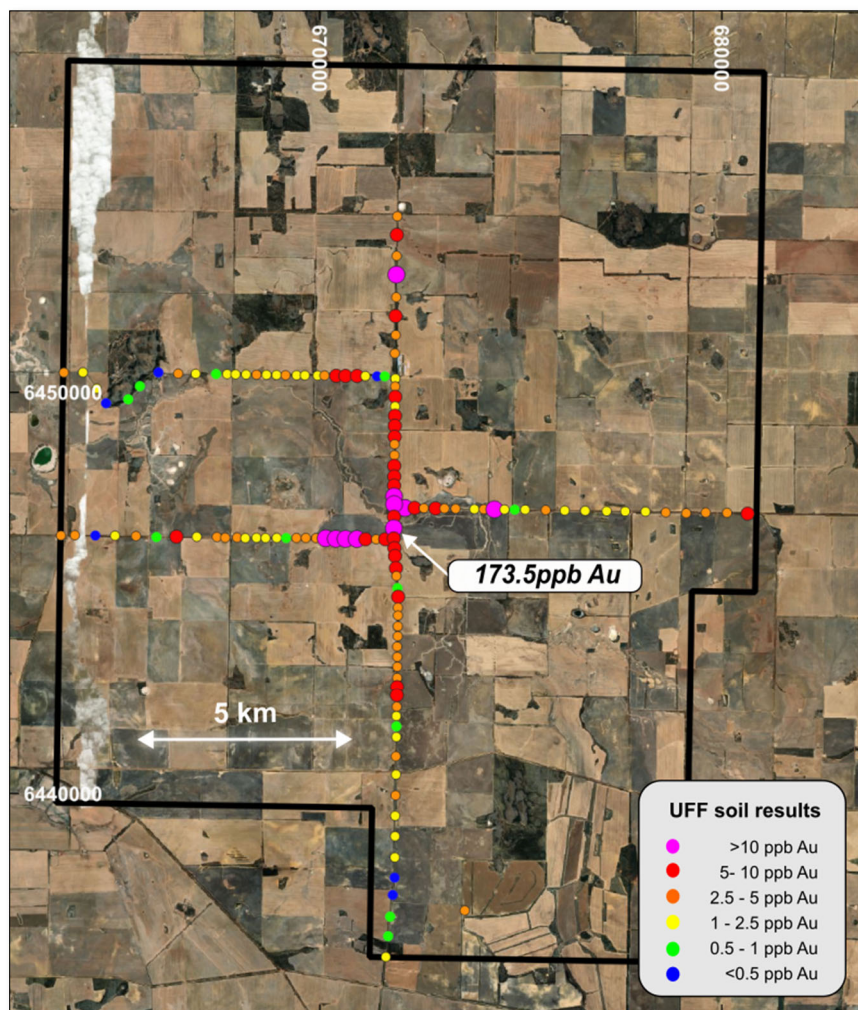 670000
680000
6450000
173.5ppb Au
5 km
6440000
UFF soil results
>10 ppb Au
5- 10 ppb Au
2.5 - 5 ppb Au
1 - 2.5 ppb Au
0.5 - 1 ppb Au
<0.5 ppb Au